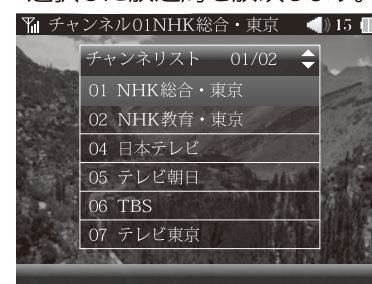 チャンネル01NHK総合・東京 15
チャンネリスト 01/02
01 NHK総合・東京
02 NHK教育・東京
04 日本テレビ
05 テレビ朝日
06 TBS
07 テレビ東京